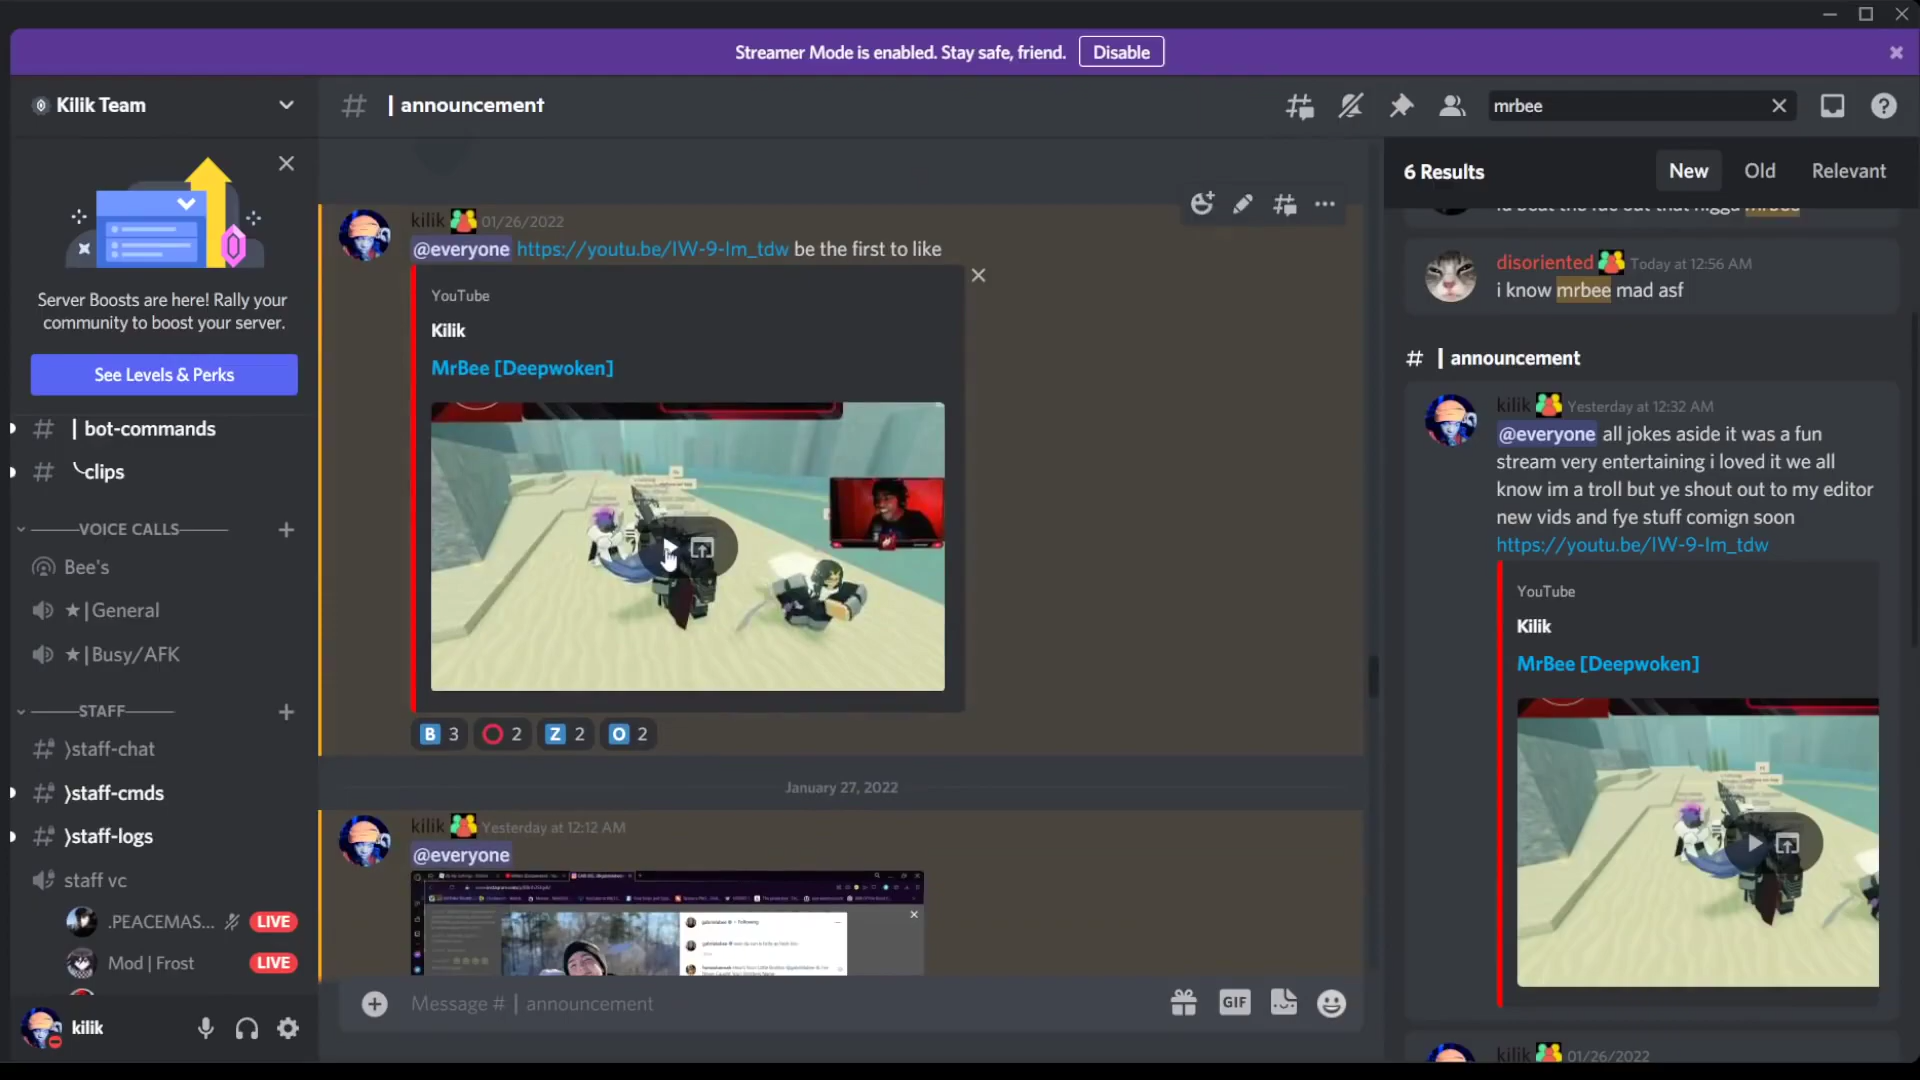 Streamer Mode is enabled. Stay safe, friend.
Disable
Kilik Team
# | announcement
mrbee
Server Boosts are here! Rally your
community to boost your server.
See Levels & Perks
# | bot-commands
# ╰clips
———VOICE CALLS———
Bee's
★|General
★|Busy/AFK
———STAFF———
}staff-chat
}staff-cmds
}staff-logs
staff vc
.PEACEMAS... LIVE
Mod | Frost LIVE
kilik
kilik 01/26/2022
@everyone https://youtu.be/IW-9-Im_tdw be the first to like
YouTube
Kilik
MrBee [Deepwoken]
B 3
⭕ 2
Z 2
O 2
January 27, 2022
kilik Yesterday at 12:12 AM
@everyone
Message # | announcement
GIF
6 Results
New
Old
Relevant
disoriented Today at 12:56 AM
i know mrbee mad asf
# | announcement
kilik Yesterday at 12:32 AM
@everyone all jokes aside it was a fun
stream very entertaining i loved it we all
know im a troll but ye shout out to my editor
new vids and fye stuff comign soon
https://youtu.be/IW-9-Im_tdw
YouTube
Kilik
MrBee [Deepwoken]
kilik 01/26/2022